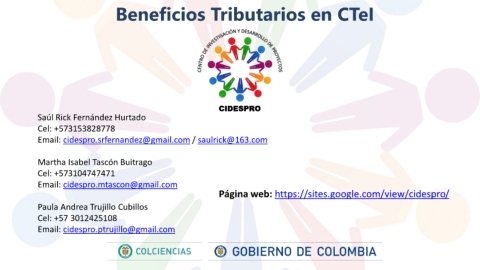 Beneficios Tributarios en CTeI
CENTRO DE INVESTIGACIÓN Y DESARROLLO DE PROYECTOS
CIDESPRO
Saúl Rick Fernández Hurtado
Cel: +573153828778
Email: cidespro.srfernandez@gmail.com / saulrick@163.com
Martha Isabel Tascón Buitrago
Cel: +573104747471
Email: cidespro.mtascon@gmail.com
Página web: https://sites.google.com/view/cidespro/
Paula Andrea Trujillo Cubillos
Cel: +57 3012425108
Email: cidespro.ptrujillo@gmail.com
COLCIENCIAS
GOBIERNO DE COLOMBIA